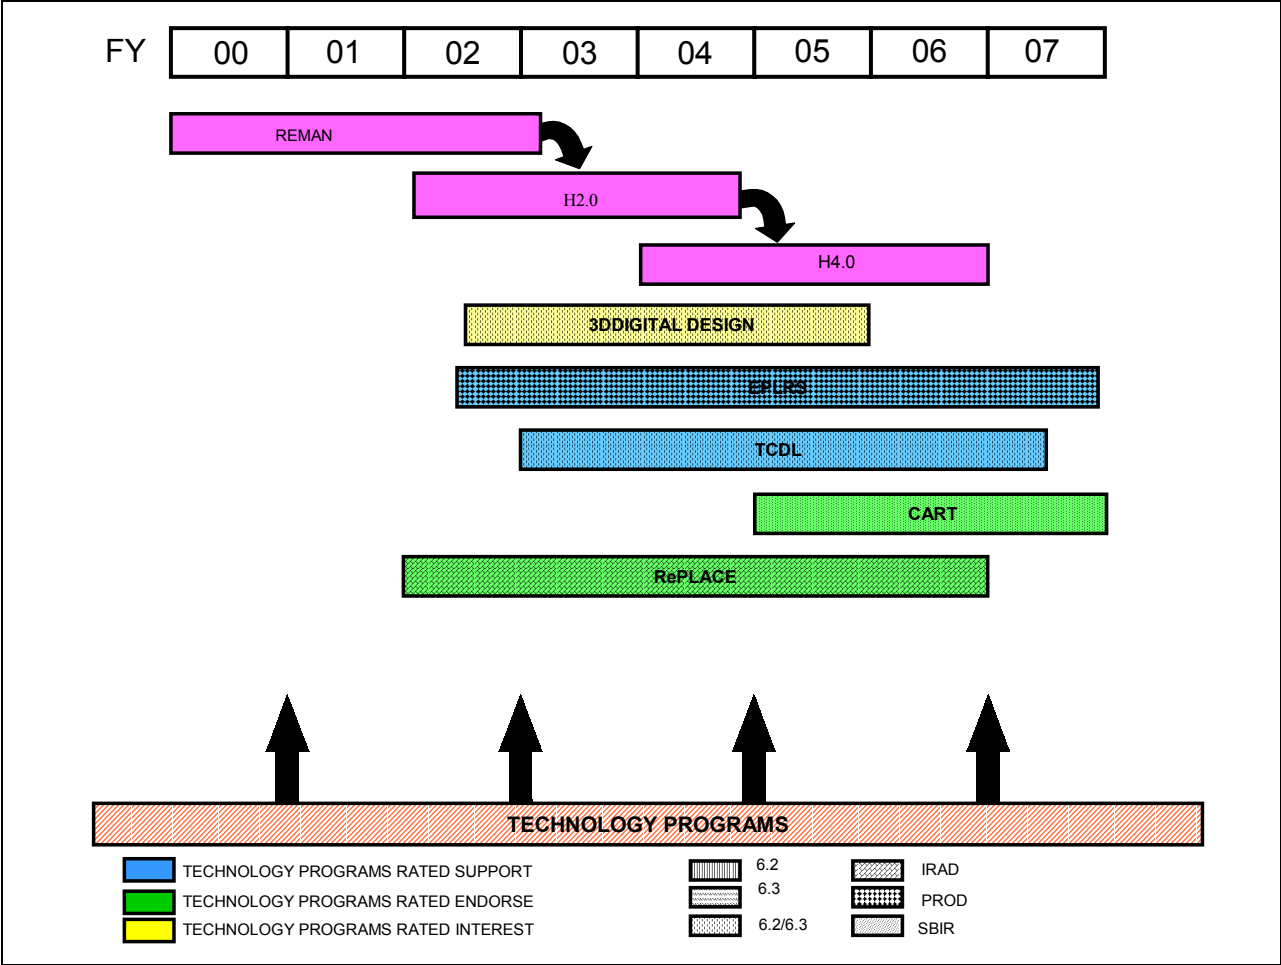 FY 00 01 02 03 04 05 06 07
REMAN
H2.0
H4.0
3DDIGITAL DESIGN
EPLRS
TCDL
CART
RePLACE
TECHNOLOGY PROGRAMS
TECHNOLOGY PROGRAMS RATED SUPPORT
TECHNOLOGY PROGRAMS RATED ENDORSE
TECHNOLOGY PROGRAMS RATED INTEREST
6.2
6.3
6.2/6.3
IRAD
PROD
SBIR